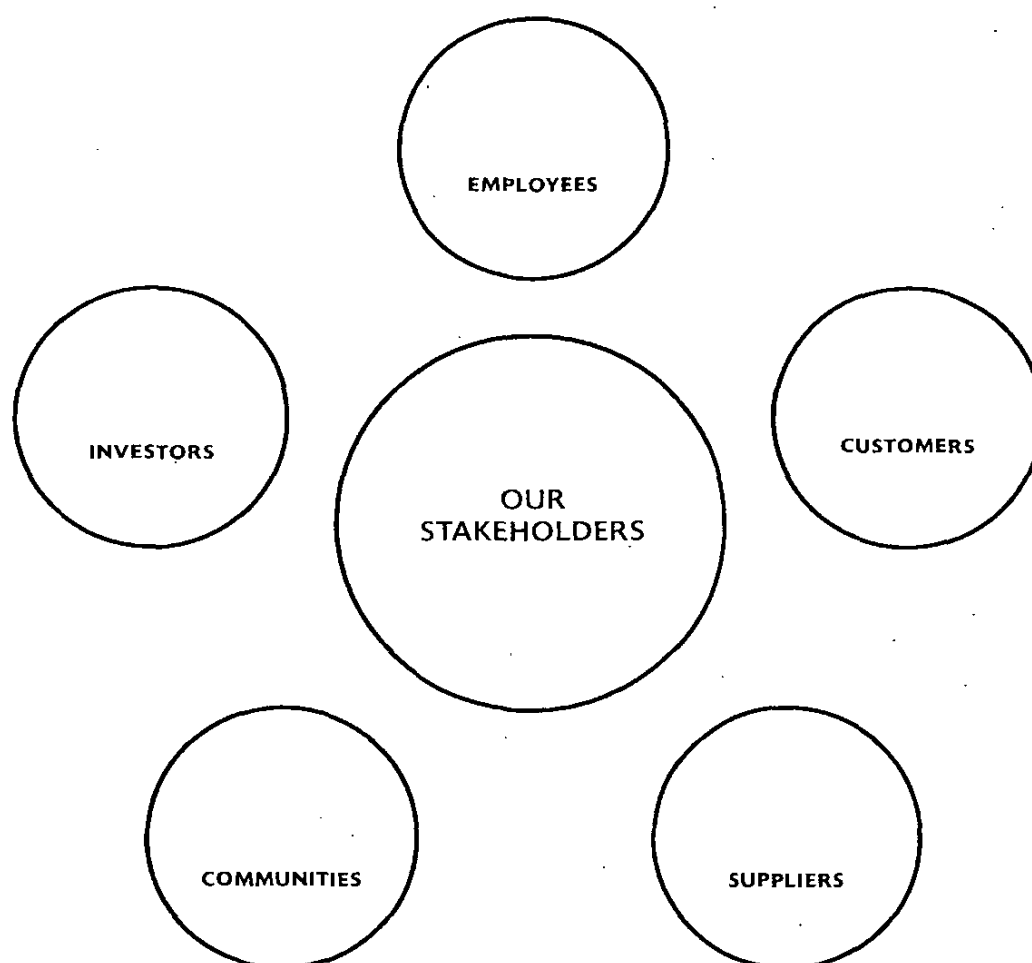 EMPLOYEES
INVESTORS
CUSTOMERS
OUR
STAKEHOLDERS
COMMUNITIES
SUPPLIERS